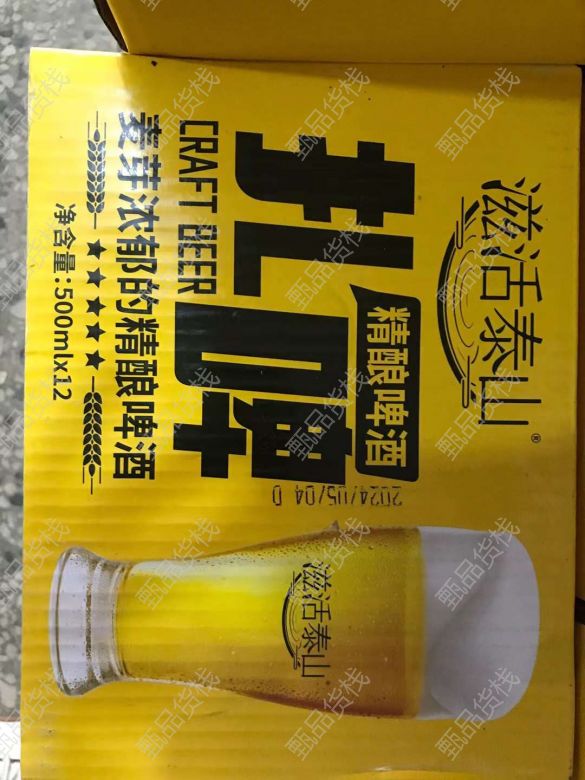 滋活泰山®
精酿啤酒
扎啤
CRAFT BEER
麦芽浓郁的精酿啤酒
净含量:500mlx12
2024/05/04 0
滋活泰山
甄品货栈